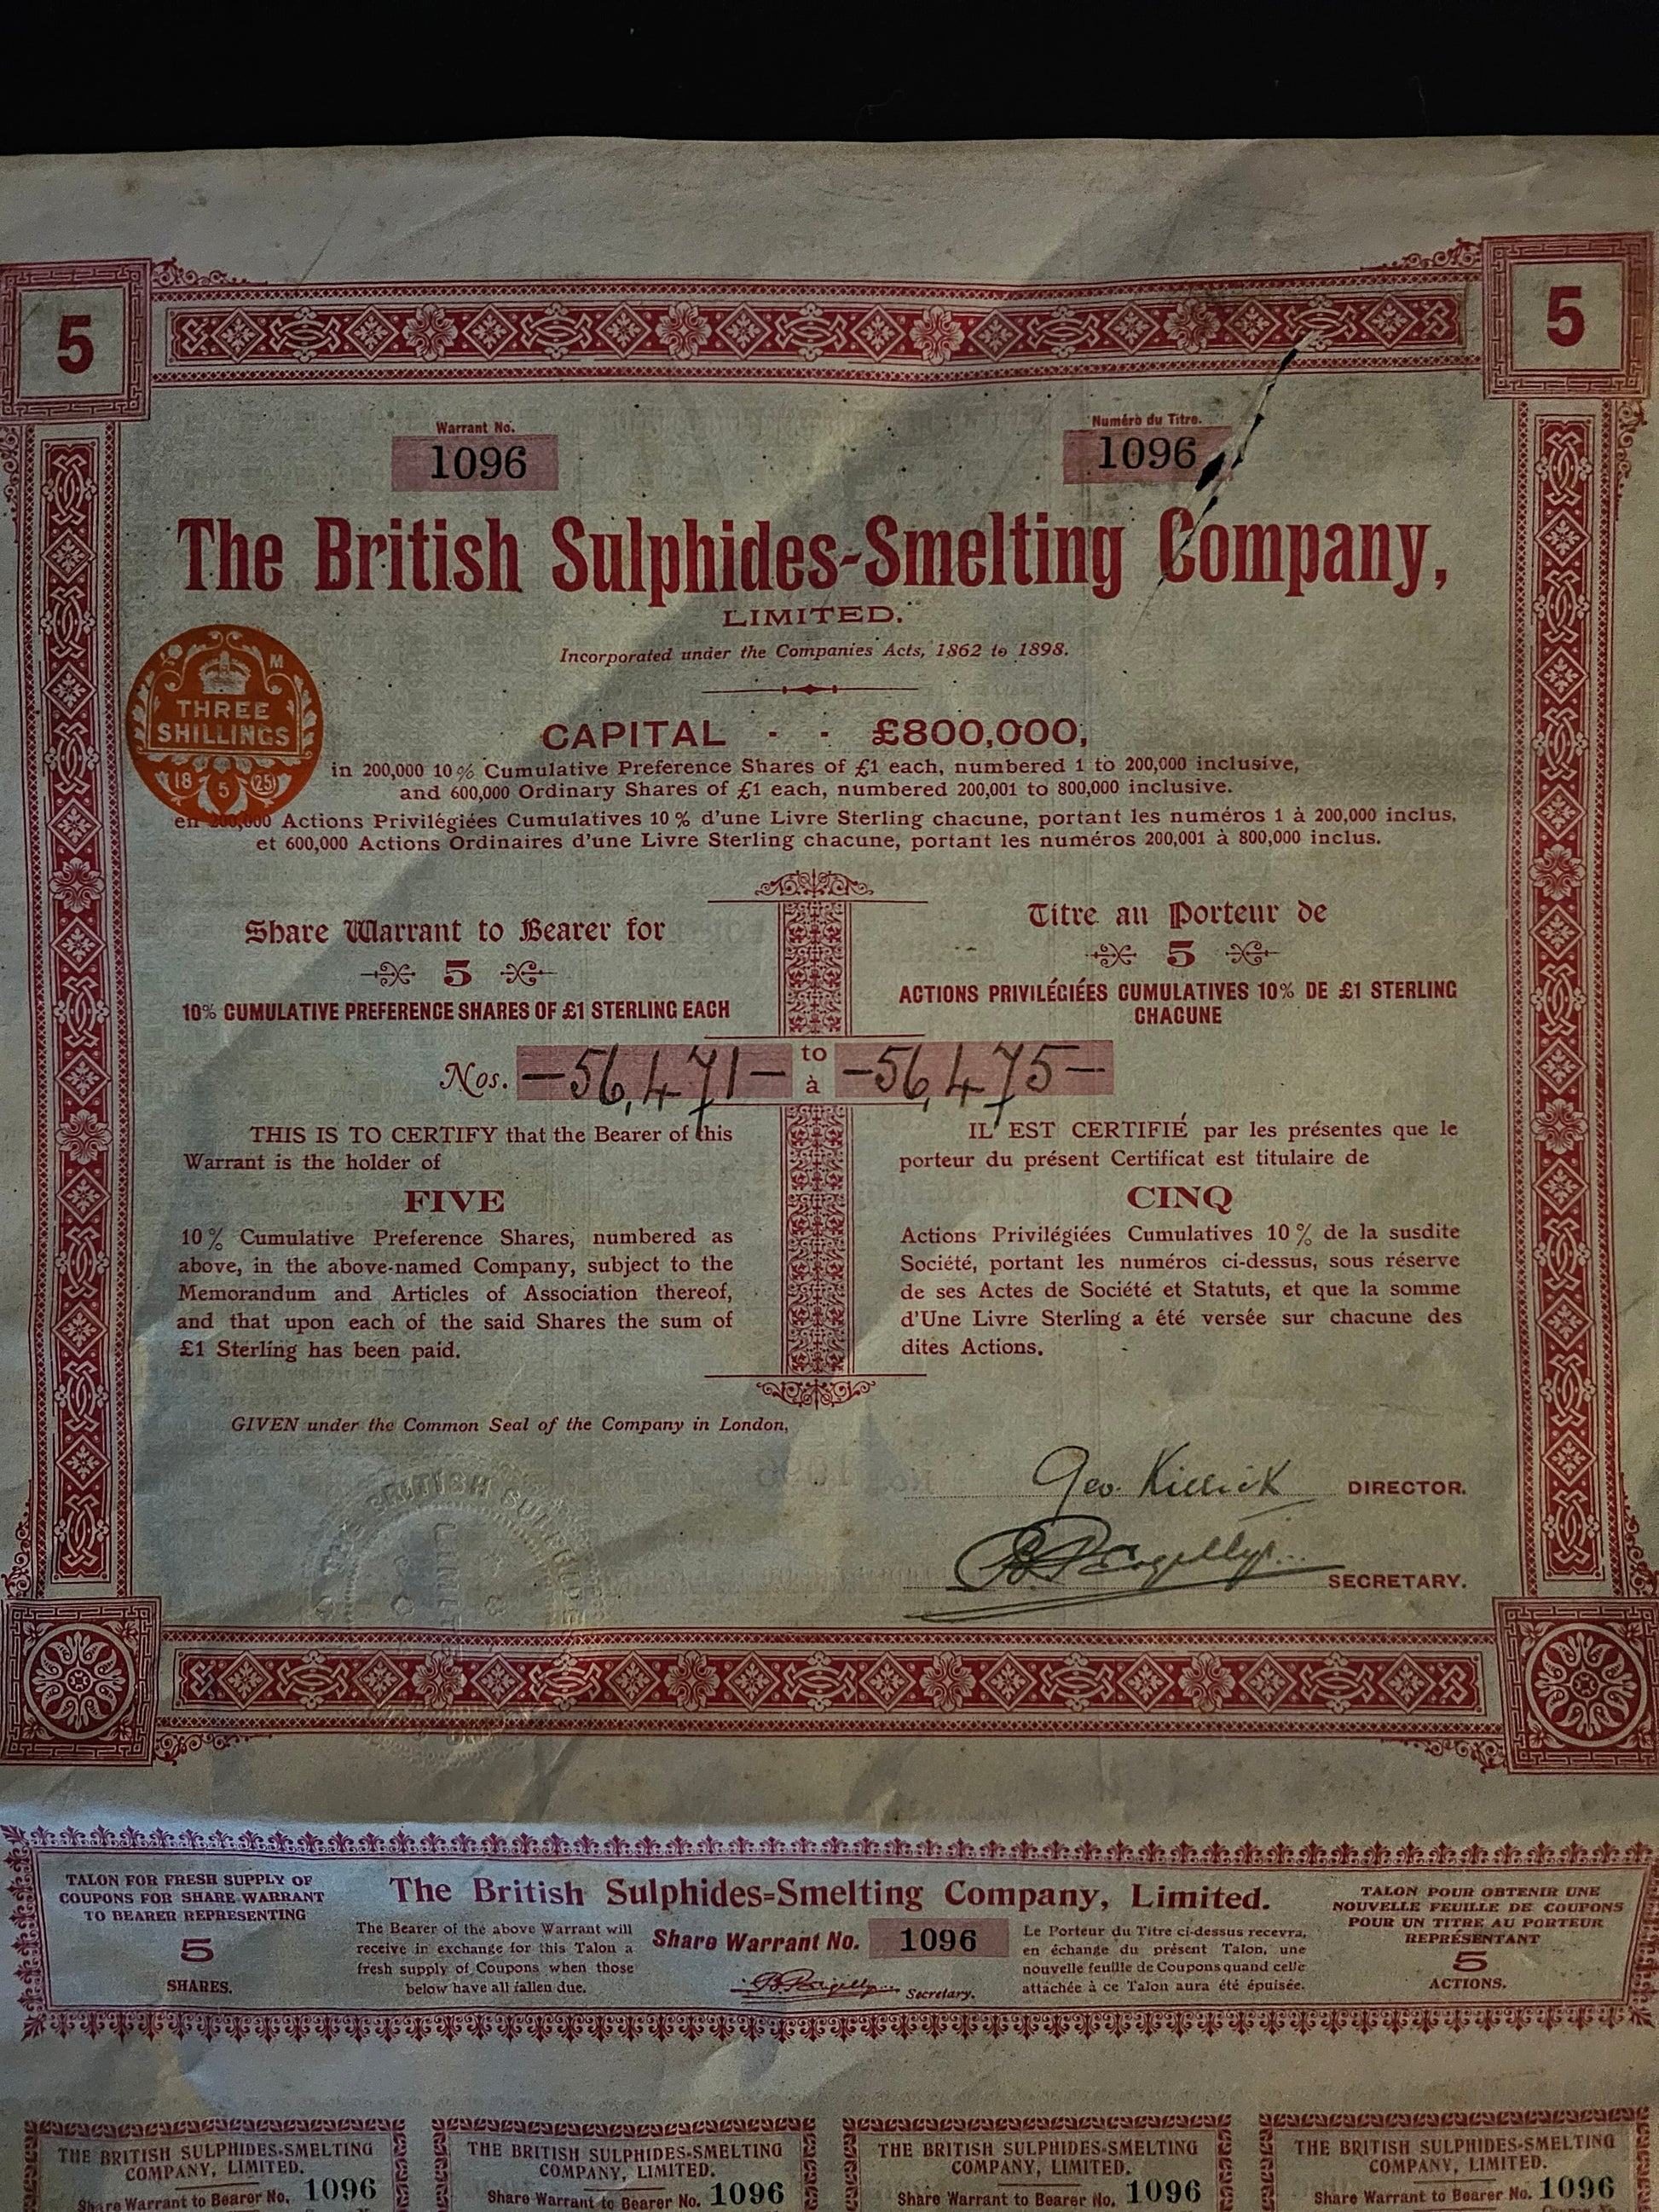 5
5
Warrant No.
1096
Numéro du Titre.
1096
The British Sulphides-Smelting Company,
LIMITED.
Incorporated under the Companies Acts, 1862 to 1898.
M
THREE
SHILLINGS
18 5 (25)
CAPITAL - - £800,000,
in 200,000 10% Cumulative Preference Shares of £1 each, numbered 1 to 200,000 inclusive,
and 600,000 Ordinary Shares of £1 each, numbered 200,001 to 800,000 inclusive.
en 200,000 Actions Privilégiées Cumulatives 10% d'une Livre Sterling chacune, portant les numéros 1 à 200,000 inclus,
et 600,000 Actions Ordinaires d'une Livre Sterling chacune, portant les numéros 200,001 à 800,000 inclus.
Share Warrant to Bearer for
5
10% CUMULATIVE PREFERENCE SHARES OF £1 STERLING EACH
Titre au Porteur de
5
ACTIONS PRIVILÉGIÉES CUMULATIVES 10% DE £1 STERLING
CHACUNE
Nos. —56,471— to à —56,475—
THIS IS TO CERTIFY that the Bearer of this
Warrant is the holder of
FIVE
10% Cumulative Preference Shares, numbered as
above, in the above-named Company, subject to the
Memorandum and Articles of Association thereof,
and that upon each of the said Shares the sum of
£1 Sterling has been paid.
IL EST CERTIFIÉ par les présentes que le
porteur du présent Certificat est titulaire de
CINQ
Actions Privilégiées Cumulatives 10% de la susdite
Société, portant les numéros ci-dessus, sous réserve
de ses Actes de Société et Statuts, et que la somme
d'Une Livre Sterling a été versée sur chacune des
dites Actions.
GIVEN under the Common Seal of the Company in London,
THE BRITISH SULPHIDES
LIMITED
Geo. Killick DIRECTOR.
SECRETARY.
TALON FOR FRESH SUPPLY OF
COUPONS FOR SHARE WARRANT
TO BEARER REPRESENTING
5
SHARES.
The British Sulphides-Smelting Company, Limited.
The Bearer of the above Warrant will
receive in exchange for this Talon a
fresh supply of Coupons when those
below have all fallen due.
Share Warrant No. 1096
Secretary.
Le Porteur du Titre ci-dessus recevra,
en échange du présent Talon, une
nouvelle feuille de Coupons quand celle
attachée à ce Talon aura été épuisée.
TALON POUR OBTENIR UNE
NOUVELLE FEUILLE DE COUPONS
POUR UN TITRE AU PORTEUR
REPRÉSENTANT
5
ACTIONS.
THE BRITISH SULPHIDES-SMELTING
COMPANY, LIMITED.
Share Warrant to Bearer No. 1096
THE BRITISH SULPHIDES-SMELTING
COMPANY, LIMITED.
Share Warrant to Bearer No. 1096
THE BRITISH SULPHIDES-SMELTING
COMPANY, LIMITED.
Share Warrant to Bearer No. 1096
THE BRITISH SULPHIDES-SMELTING
COMPANY, LIMITED.
Share Warrant to Bearer No. 1096